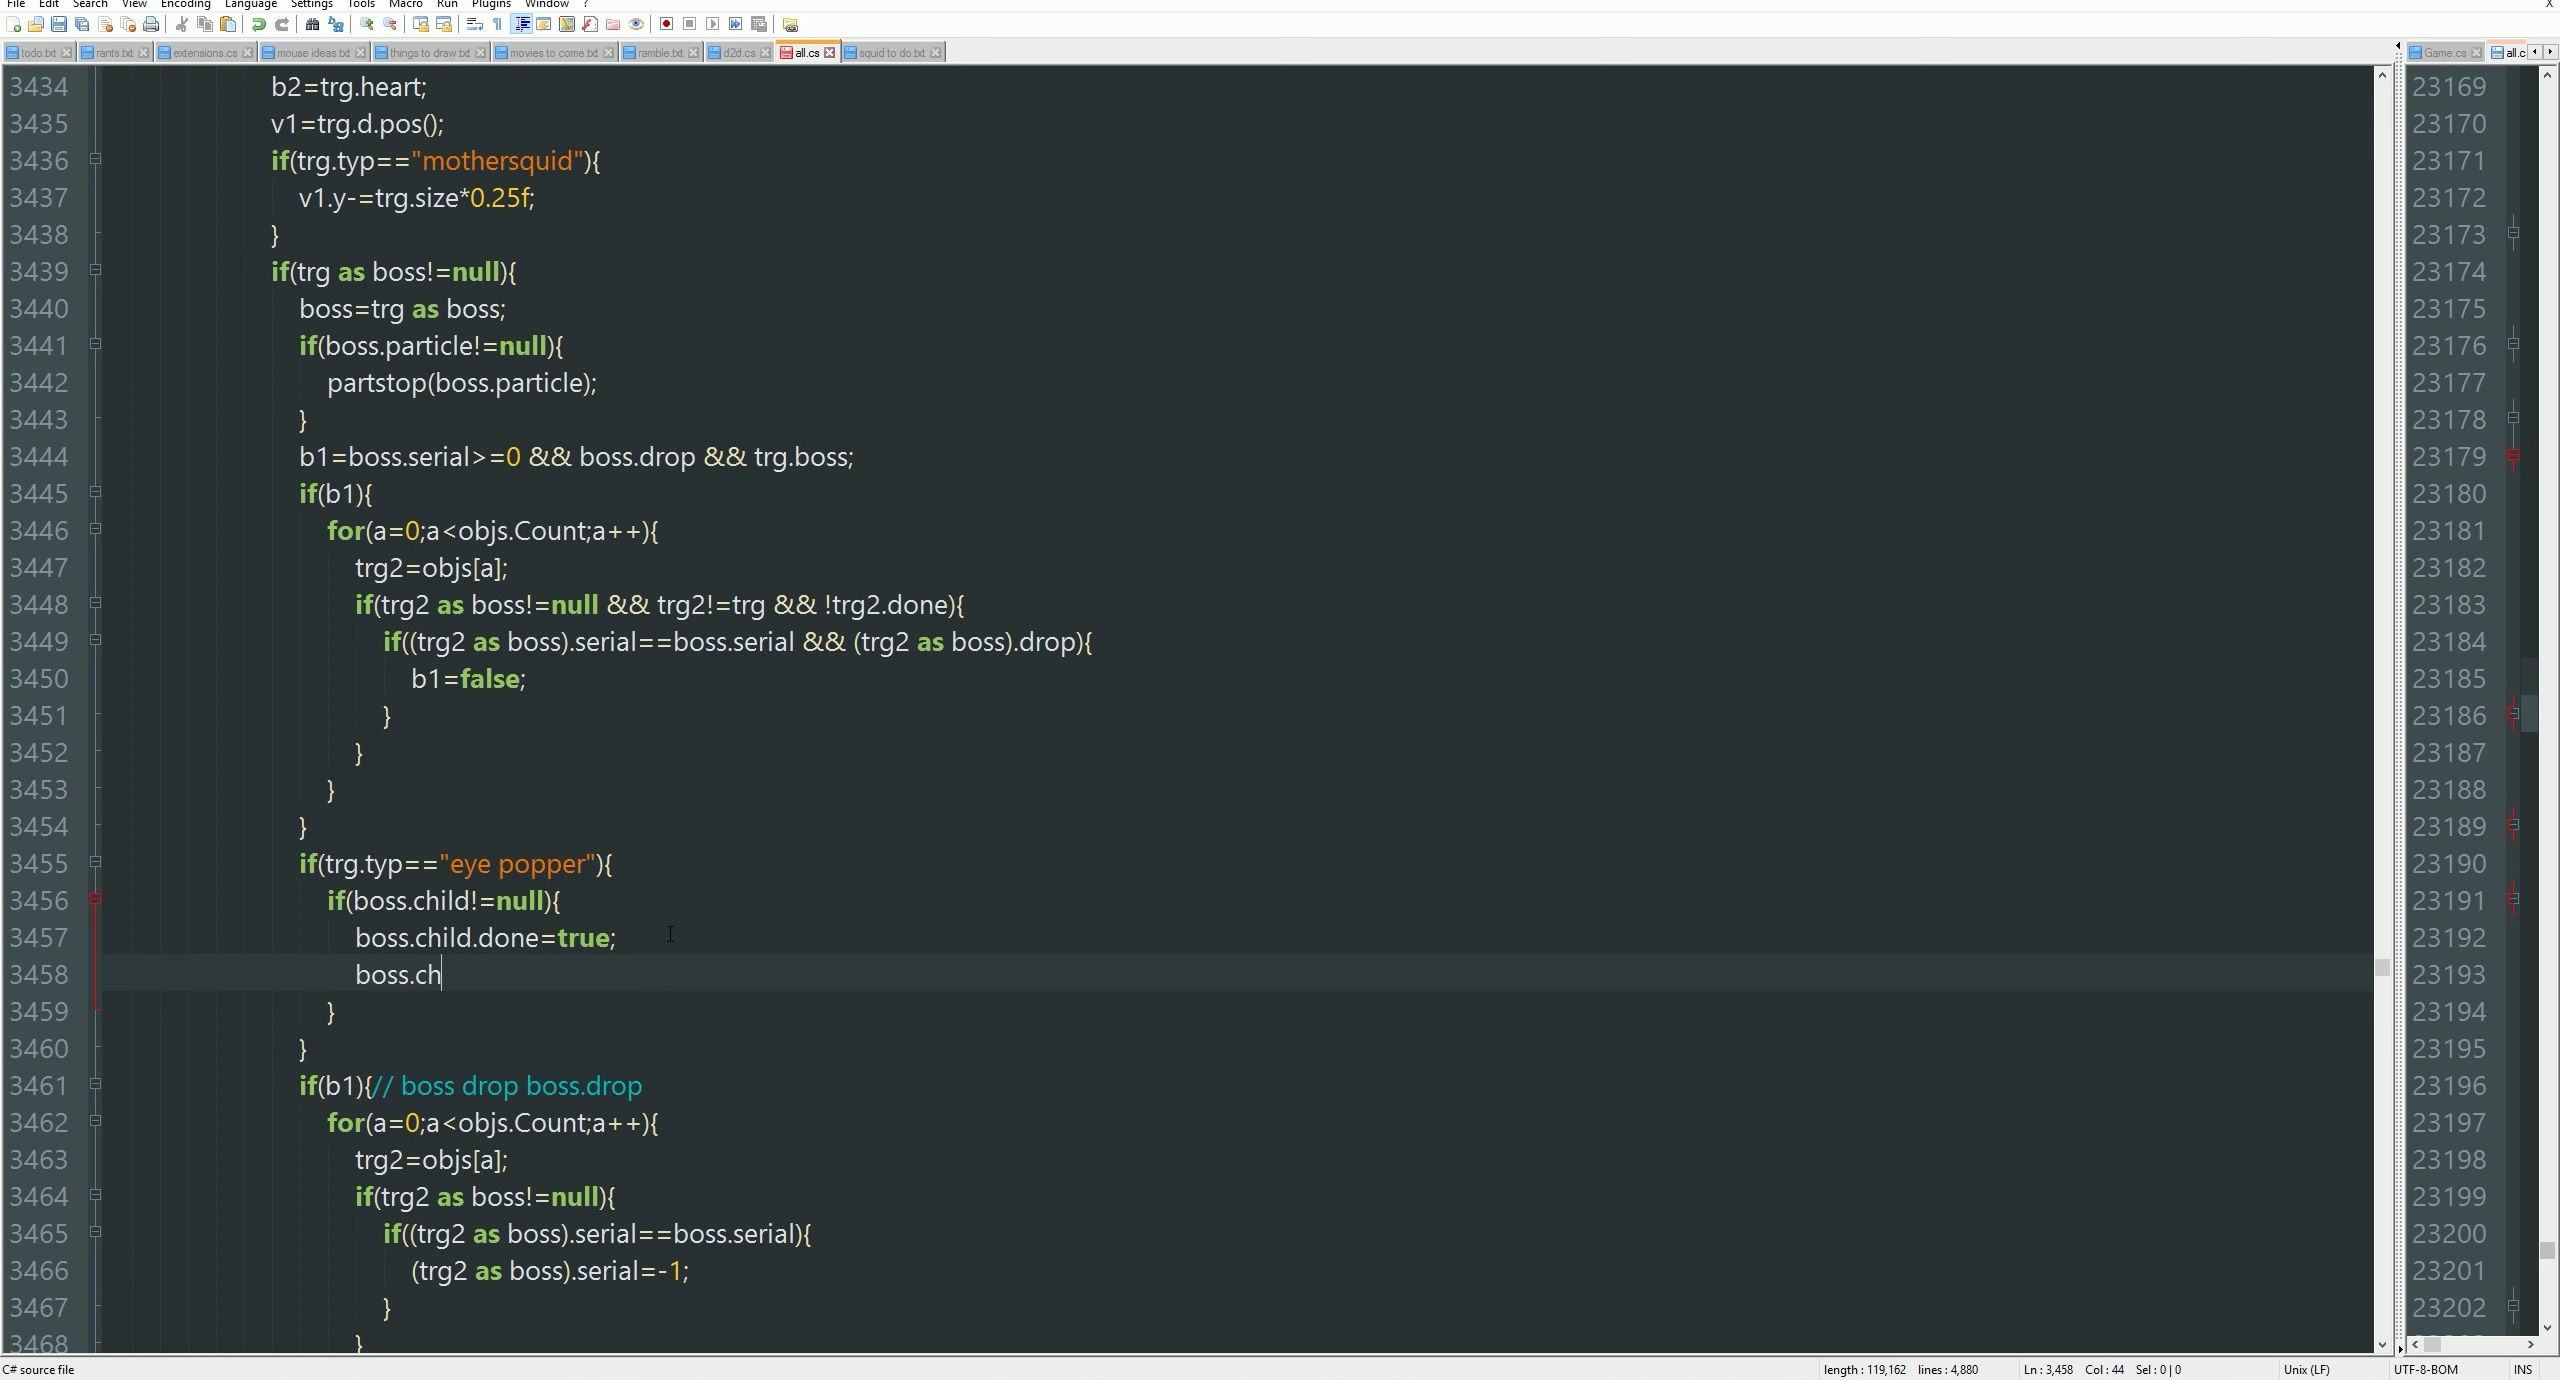 File Edit Search View Encoding Language Settings Tools Macro Run Plugins Window ? X
todo.txt rants.txt extensions.cs mouse ideas.txt things to draw.txt movies to come.txt ramble.txt d2d.cs all.cs squid to do.txt Game.cs all.c
3434 b2=trg.heart; 23169
3435 v1=trg.d.pos(); 23170
3436 if(trg.typ=="mothersquid"){ 23171
3437 v1.y-=trg.size*0.25f; 23172
3438 } 23173
3439 if(trg as boss!=null){ 23174
3440 boss=trg as boss; 23175
3441 if(boss.particle!=null){ 23176
3442 partstop(boss.particle); 23177
3443 } 23178
3444 b1=boss.serial>=0 && boss.drop && trg.boss; 23179
3445 if(b1){ 23180
3446 for(a=0;a<objs.Count;a++){ 23181
3447 trg2=objs[a]; 23182
3448 if(trg2 as boss!=null && trg2!=trg && !trg2.done){ 23183
3449 if((trg2 as boss).serial==boss.serial && (trg2 as boss).drop){ 23184
3450 b1=false; 23185
3451 } 23186
3452 } 23187
3453 } 23188
3454 } 23189
3455 if(trg.typ=="eye popper"){ 23190
3456 if(boss.child!=null){ 23191
3457 boss.child.done=true; 23192
3458 boss.ch 23193
3459 } 23194
3460 } 23195
3461 if(b1){// boss drop boss.drop 23196
3462 for(a=0;a<objs.Count;a++){ 23197
3463 trg2=objs[a]; 23198
3464 if(trg2 as boss!=null){ 23199
3465 if((trg2 as boss).serial==boss.serial){ 23200
3466 (trg2 as boss).serial=-1; 23201
3467 } 23202
3468 }
C# source file length : 119,162 lines : 4,880 Ln : 3,458 Col : 44 Sel : 0 | 0 Unix (LF) UTF-8-BOM INS